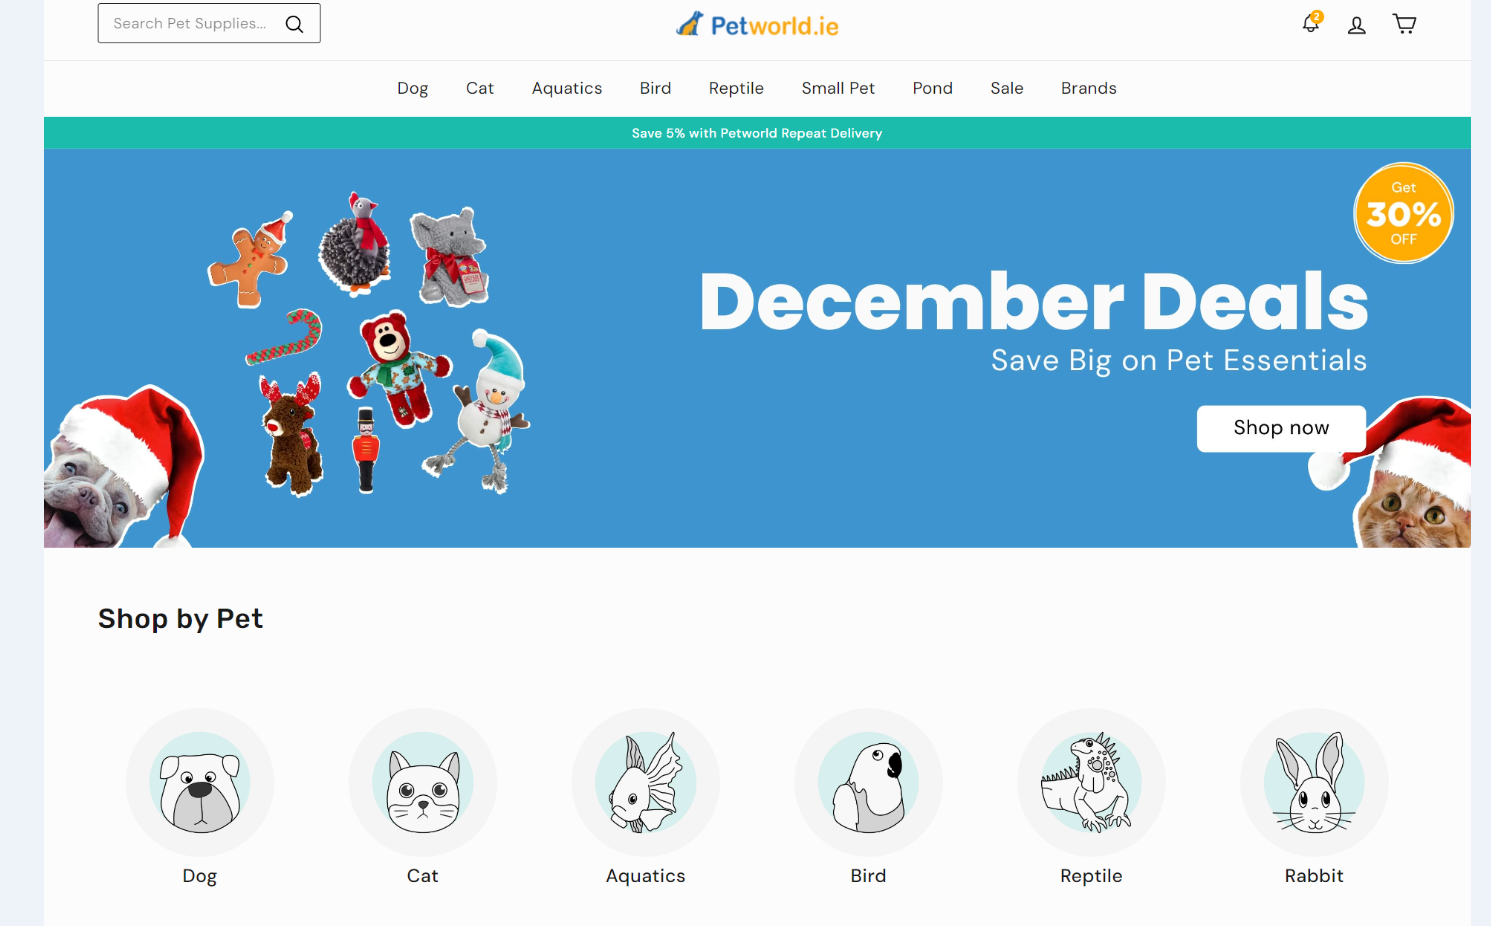 Search Pet Supplies...
Petworld.ie
2
Dog
Cat
Aquatics
Bird
Reptile
Small Pet
Pond
Sale
Brands
Save 5% with Petworld Repeat Delivery
Get
30%
OFF
December Deals
Save Big on Pet Essentials
Shop now
Shop by Pet
Dog
Cat
Aquatics
Bird
Reptile
Rabbit